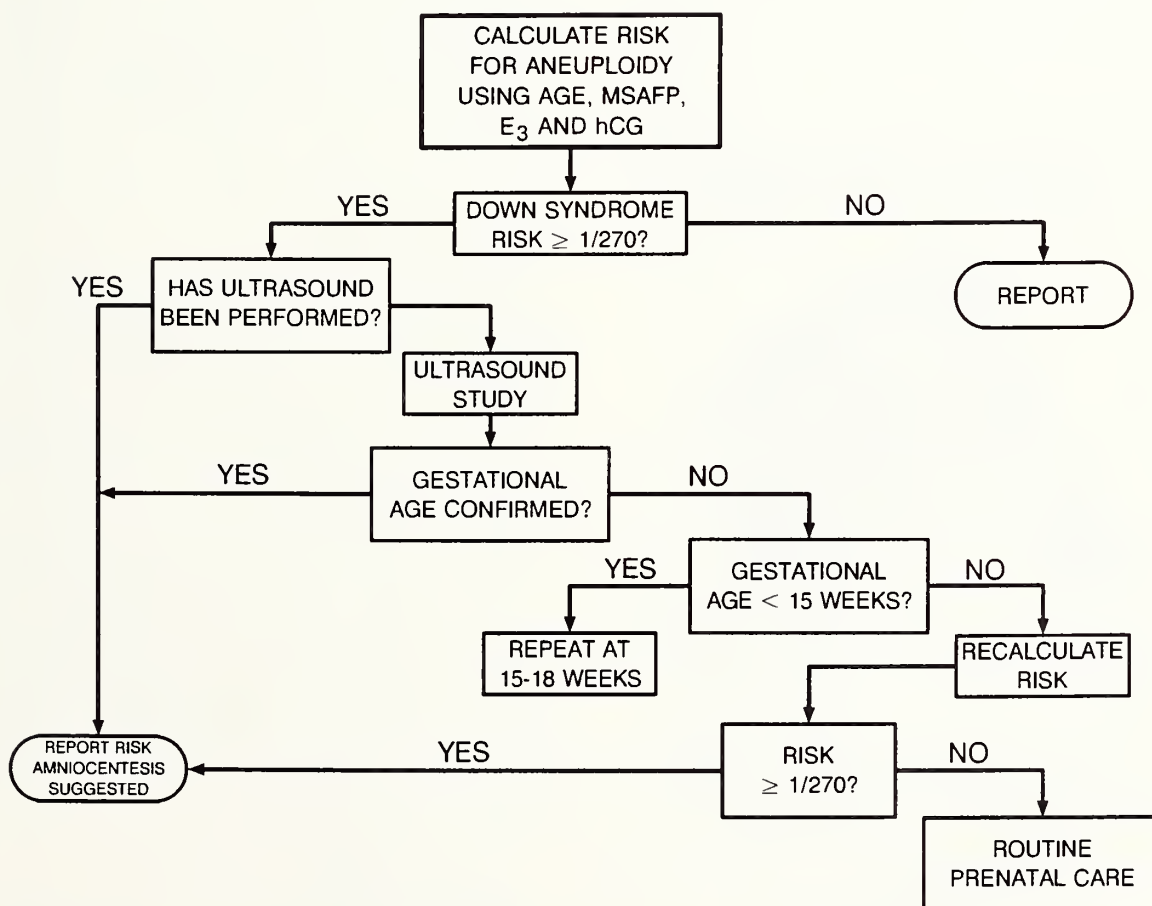 CALCULATE RISK
FOR ANEUPLOIDY
USING AGE, MSAFP,
E₃ AND hCG
YES
DOWN SYNDROME
RISK ≥ 1/270?
NO
YES
HAS ULTRASOUND
BEEN PERFORMED?
REPORT
ULTRASOUND
STUDY
YES
GESTATIONAL
AGE CONFIRMED?
NO
YES
GESTATIONAL
AGE < 15 WEEKS?
NO
REPEAT AT
15-18 WEEKS
RECALCULATE
RISK
REPORT RISK
AMNIOCENTESIS
SUGGESTED
YES
RISK
≥ 1/270?
NO
ROUTINE
PRENATAL CARE